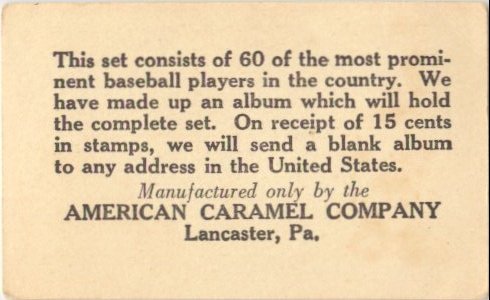 This set consists of 60 of the most promi-
nent baseball players in the country. We
have made up an album which will hold
the complete set. On receipt of 15 cents
in stamps, we will send a blank album
to any address in the United States.
Manufactured only by the
AMERICAN CARAMEL COMPANY
Lancaster, Pa.